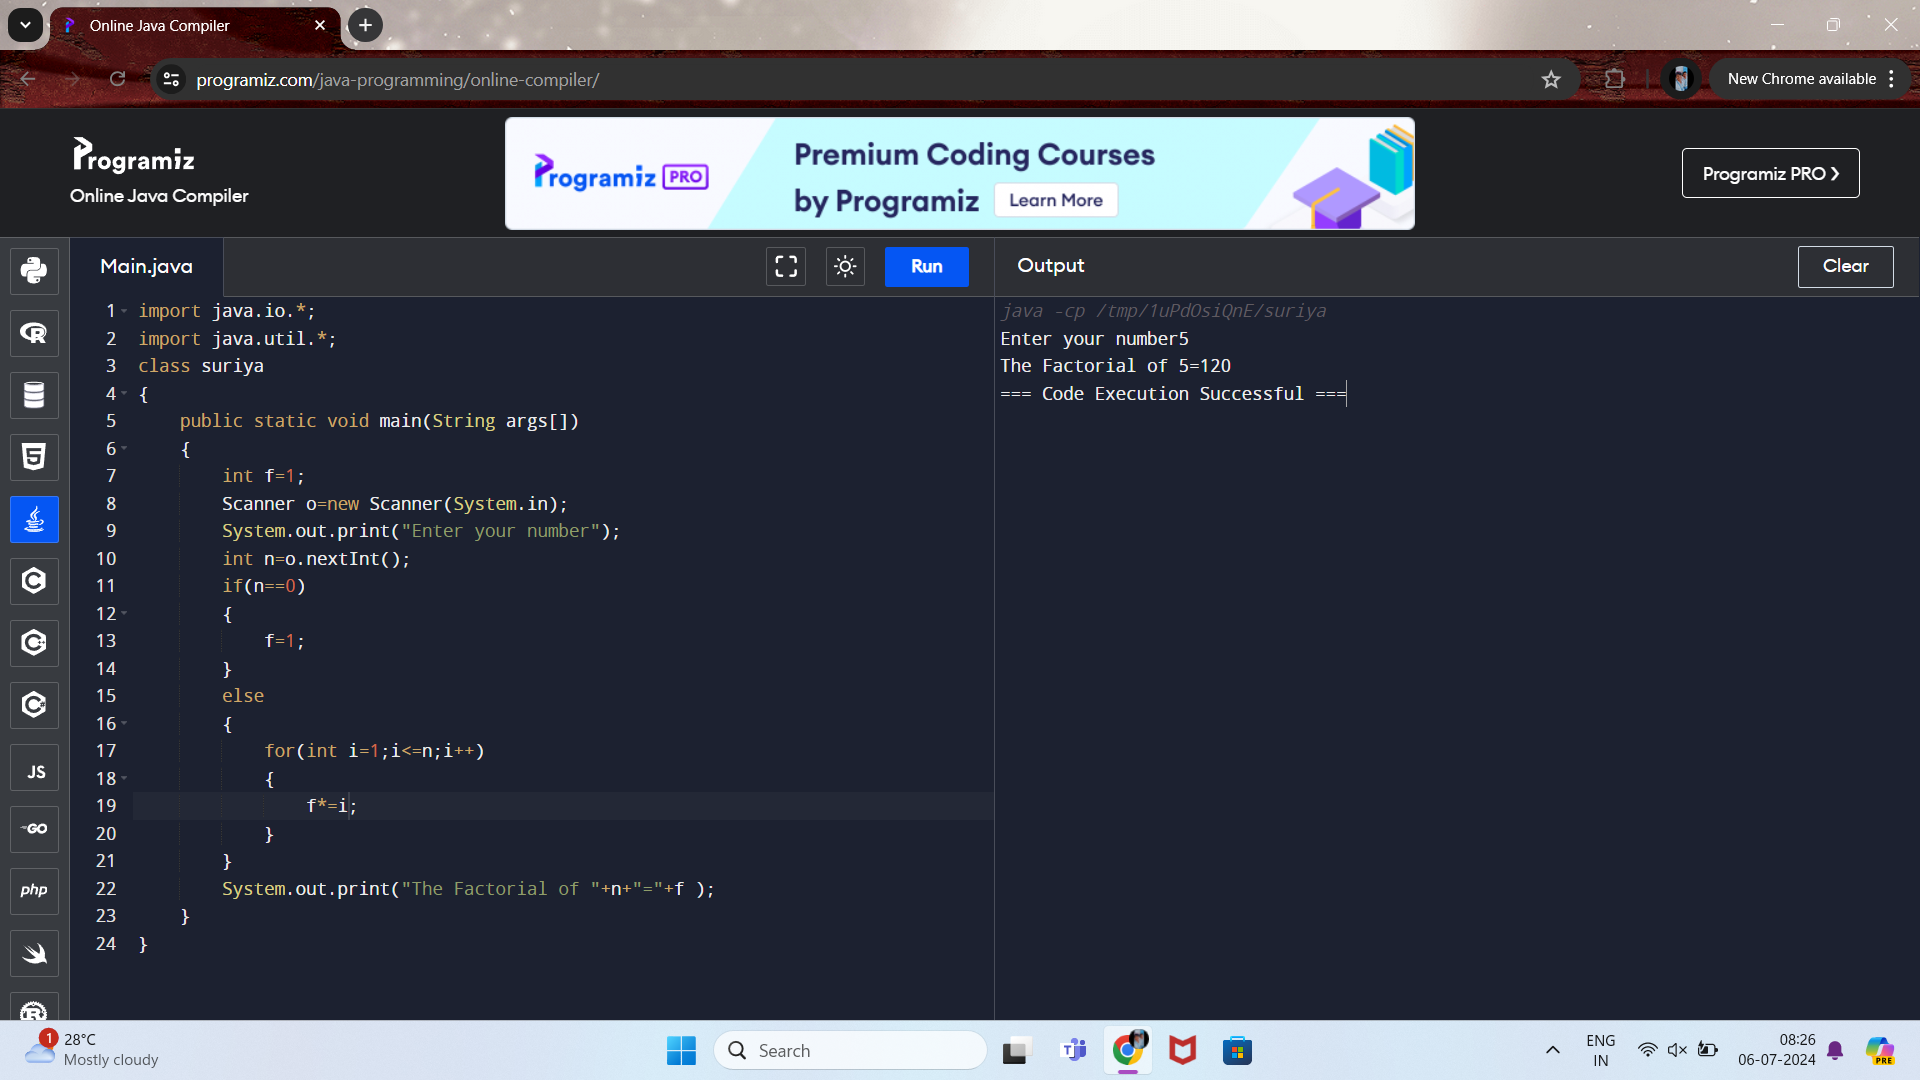 Online Java Compiler
programiz.com/java-programming/online-compiler/
New Chrome available
Programiz
Online Java Compiler
Programiz PRO
Premium Coding Courses
by Programiz Learn More
Programiz PRO
Main.java
Run
Output
Clear
1 import java.io.*;
2 import java.util.*;
3 class suriya
4 {
5 public static void main(String args[])
6 {
7 int f=1;
8 Scanner o=new Scanner(System.in);
9 System.out.print("Enter your number");
10 int n=o.nextInt();
11 if(n==0)
12 {
13 f=1;
14 }
15 else
16 {
17 for(int i=1;i<=n;i++)
18 {
19 f*=i;
20 }
21 }
22 System.out.print("The Factorial of "+n+"="+f );
23 }
24 }
java -cp /tmp/1uPdOsiQnE/suriya
Enter your number5
The Factorial of 5=120
=== Code Execution Successful ===
JS
GO
php
1
28°C
Mostly cloudy
Search
ENG
IN
08:26
06-07-2024
PRE